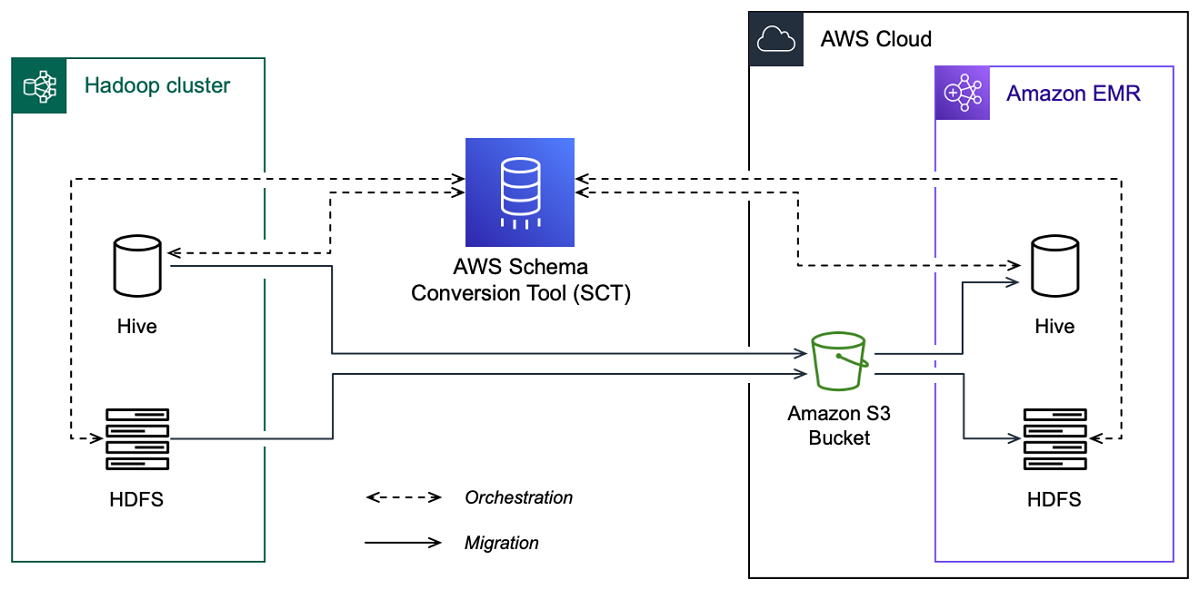 AWS Cloud
Hadoop cluster
Amazon EMR
AWS Schema
Conversion Tool (SCT)
Hive
Hive
Amazon S3
Bucket
HDFS
HDFS
Orchestration
Migration